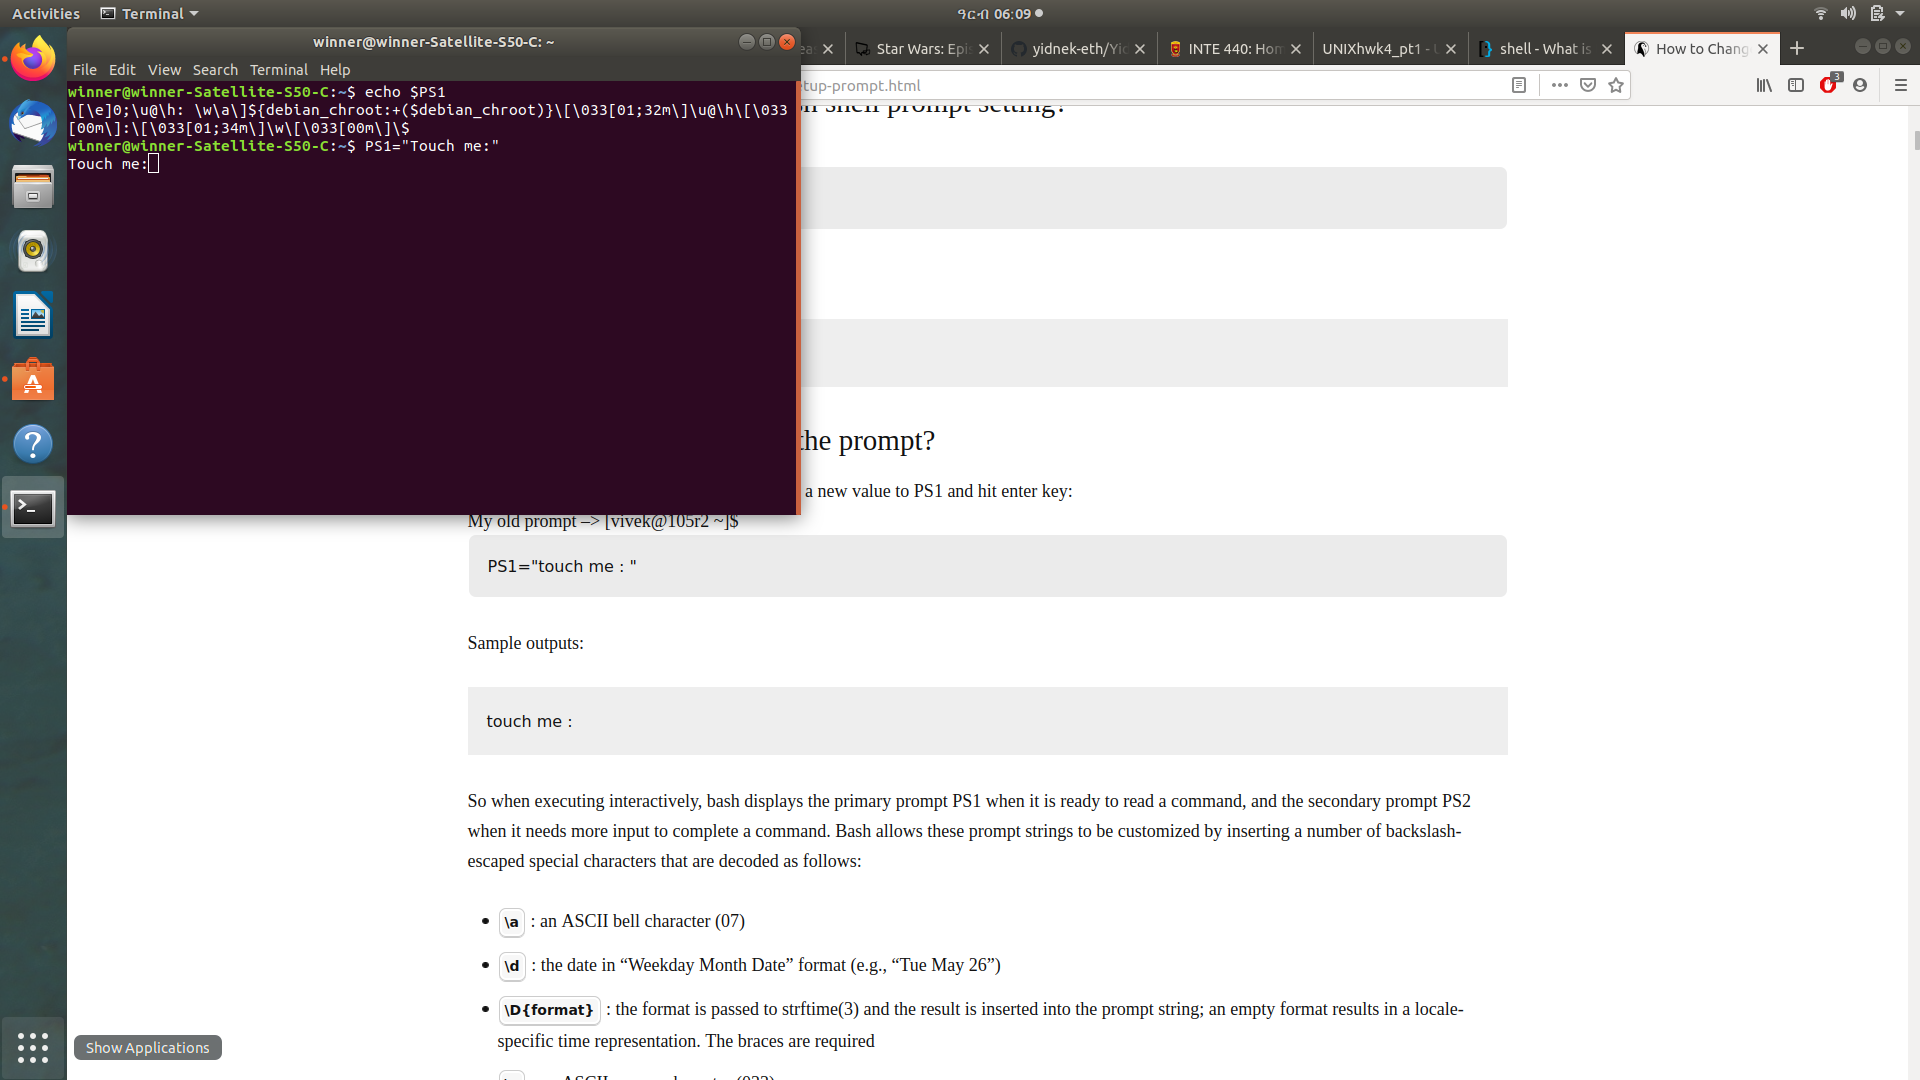 Activities
Terminal
ዓርብ 06:09
winner@winner-Satellite-S50-C: ~
File Edit View Search Terminal Help
winner@winner-Satellite-S50-C:~$ echo $PS1
\[\e]0;\u@\h: \w\a\]${debian_chroot:+($debian_chroot)}\[\033[01;32m\]\u@\h\[\033
[00m\]:\[\033[01;34m\]\w\[\033[00m\]\$
winner@winner-Satellite-S50-C:~$ PS1="Touch me:"
Touch me:
Star Wars: Epis
yidnek-eth/Yid
INTE 440: Hom
UNIXhwk4_pt1 -
shell - What is
How to Chang
tup-prompt.html
3
shell prompt setting?
the prompt?
a new value to PS1 and hit enter key:
My old prompt –> [vivek@105r2 ~]$
PS1="touch me : "
Sample outputs:
touch me :
So when executing interactively, bash displays the primary prompt PS1 when it is ready to read a command, and the secondary prompt PS2
when it needs more input to complete a command. Bash allows these prompt strings to be customized by inserting a number of backslash-
escaped special characters that are decoded as follows:
\a : an ASCII bell character (07)
\d : the date in “Weekday Month Date” format (e.g., “Tue May 26”)
\D{format} : the format is passed to strftime(3) and the result is inserted into the prompt string; an empty format results in a locale-
specific time representation. The braces are required
Show Applications